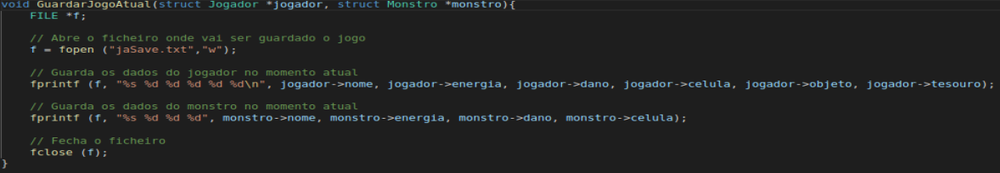 void GuardarJogoAtual(struct Jogador *jogador, struct Monstro *monstro){
FILE *f;
// Abre o ficheiro onde vai ser guardado o jogo
f = fopen ("jaSave.txt","w");
// Guarda os dados do jogador no momento atual
fprintf (f, "%s %d %d %d %d %d\n", jogador->nome, jogador->energia, jogador->dano, jogador->celula, jogador->objeto, jogador->tesouro);
// Guarda os dados do monstro no momento atual
fprintf (f, "%s %d %d %d", monstro->nome, monstro->energia, monstro->dano, monstro->celula);
// Fecha o ficheiro
fclose (f);
}